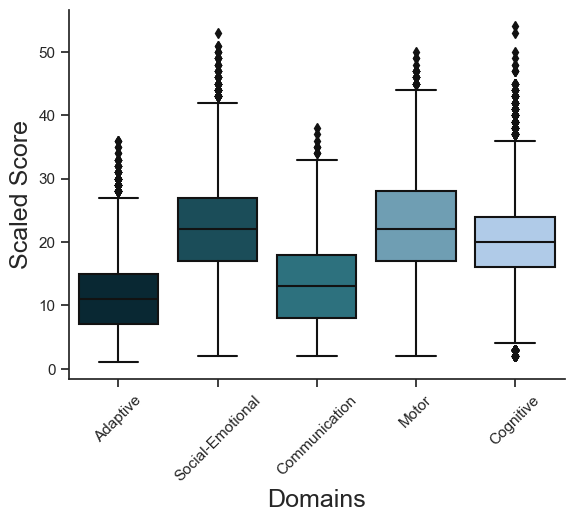 Scaled Score
50
40
30
20
10
0
Adaptive
Social-Emotional
Communication
Motor
Cognitive
Domains